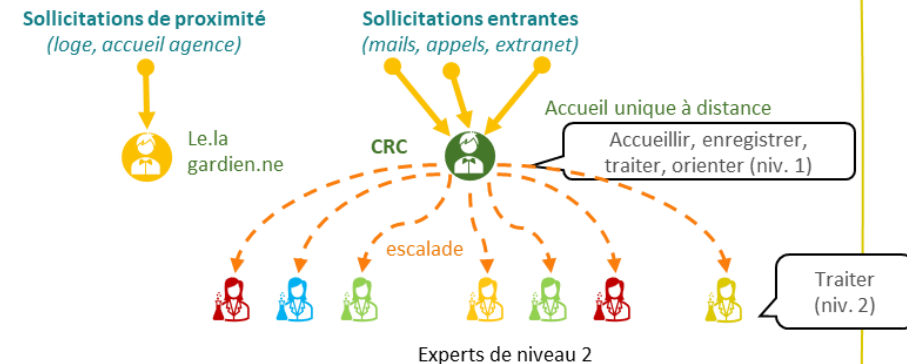 Sollicitations de proximité
(loge, accueil agence)
Sollicitations entrantes
(mails, appels, extranet)
Accueil unique à distance
Le.la
gardien.ne
CRC
Accueillir, enregistrer,
traiter, orienter (niv. 1)
escalade
Traiter
(niv. 2)
Experts de niveau 2